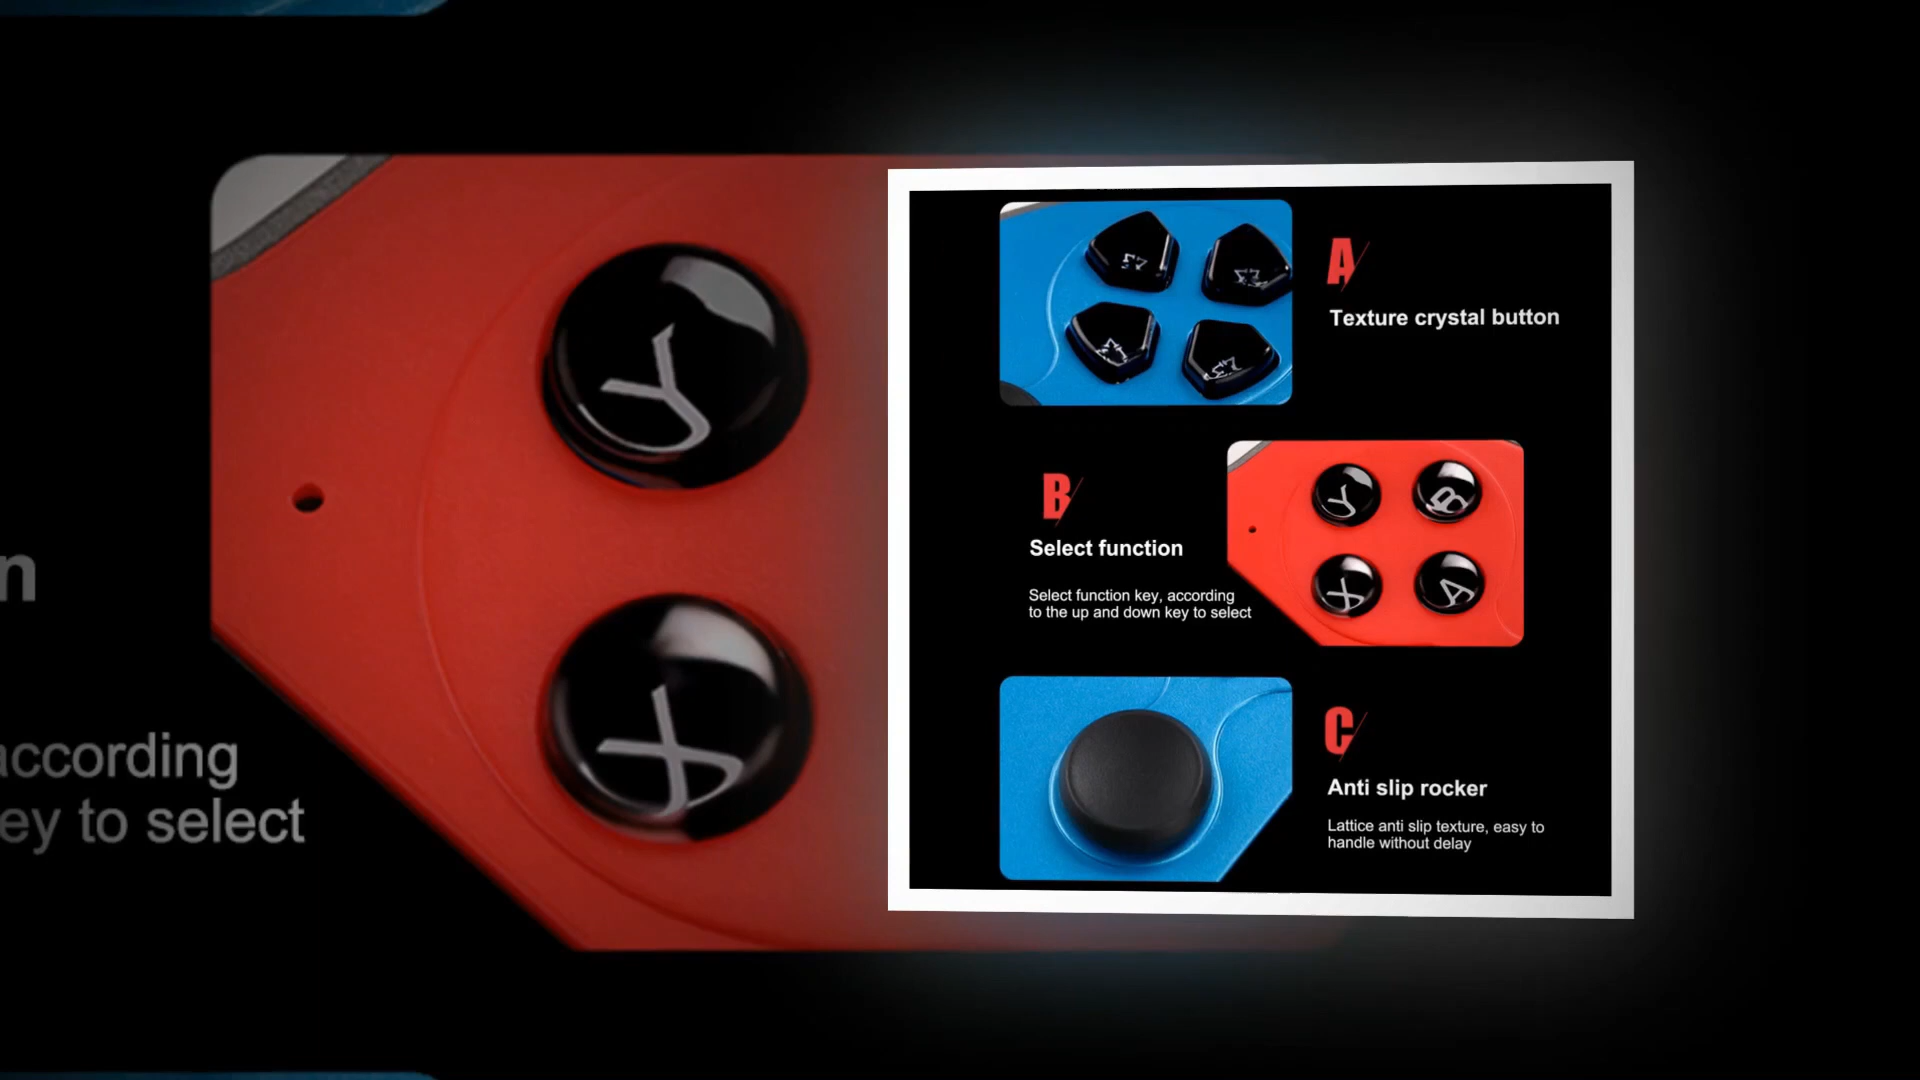 n
according
ey to select
Y
X
A
Texture crystal button
B
Select function
Select function key, according
to the up and down key to select
Y
B
X
A
C
Anti slip rocker
Lattice anti slip texture, easy to
handle without delay